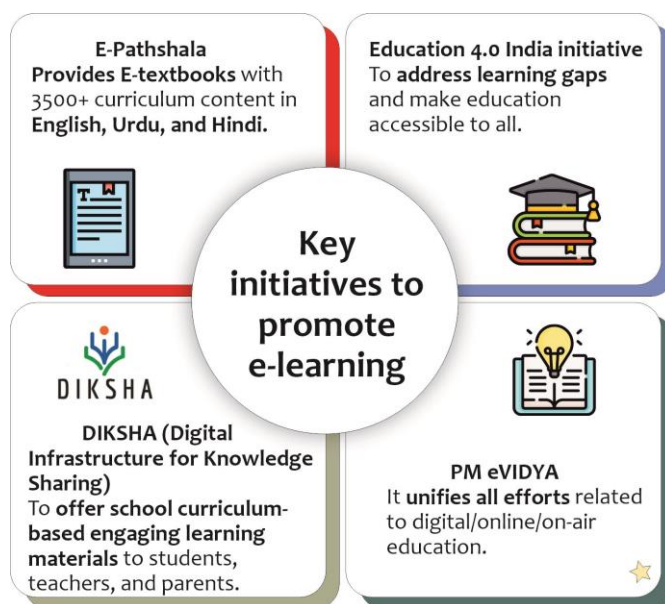 E-Pathshala
Provides E-textbooks with
3500+ curriculum content in
English, Urdu, and Hindi.
T
Education 4.0 India initiative
To address learning gaps
and make education
accessible to all.
Key
initiatives to
promote
e-learning
DIKSHA
DIKSHA (Digital
Infrastructure for Knowledge
Sharing)
To offer school curriculum-
based engaging learning
materials to students,
teachers, and parents.
PM eVIDYA
It unifies all efforts related
to digital/online/on-air
education.